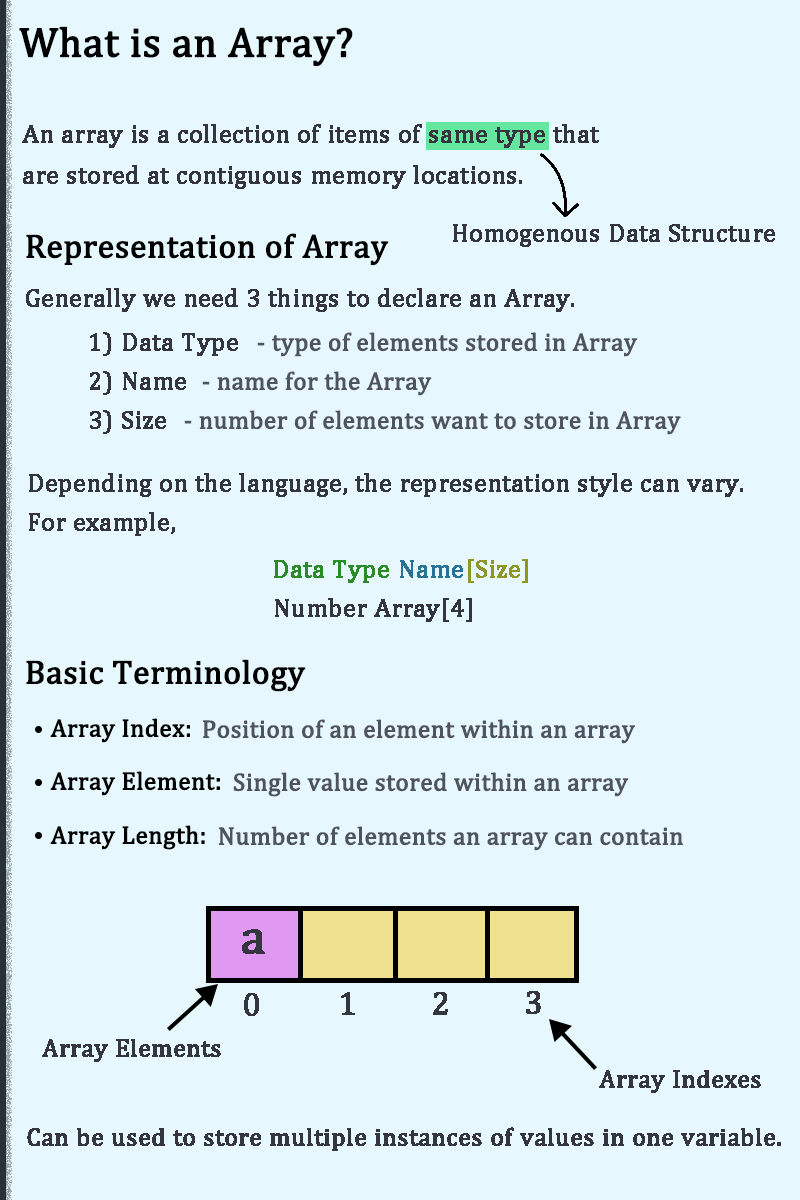 What is an Array?
An array is a collection of items of same type that
are stored at contiguous memory locations.
Homogenous Data Structure
Representation of Array
Generally we need 3 things to declare an Array.
1) Data Type - type of elements stored in Array
2) Name - name for the Array
3) Size - number of elements want to store in Array
Depending on the language, the representation style can vary.
For example,
Data Type Name[Size]
Number Array[4]
Basic Terminology
• Array Index: Position of an element within an array
• Array Element: Single value stored within an array
• Array Length: Number of elements an array can contain
a
0 1 2 3
Array Elements
Array Indexes
Can be used to store multiple instances of values in one variable.